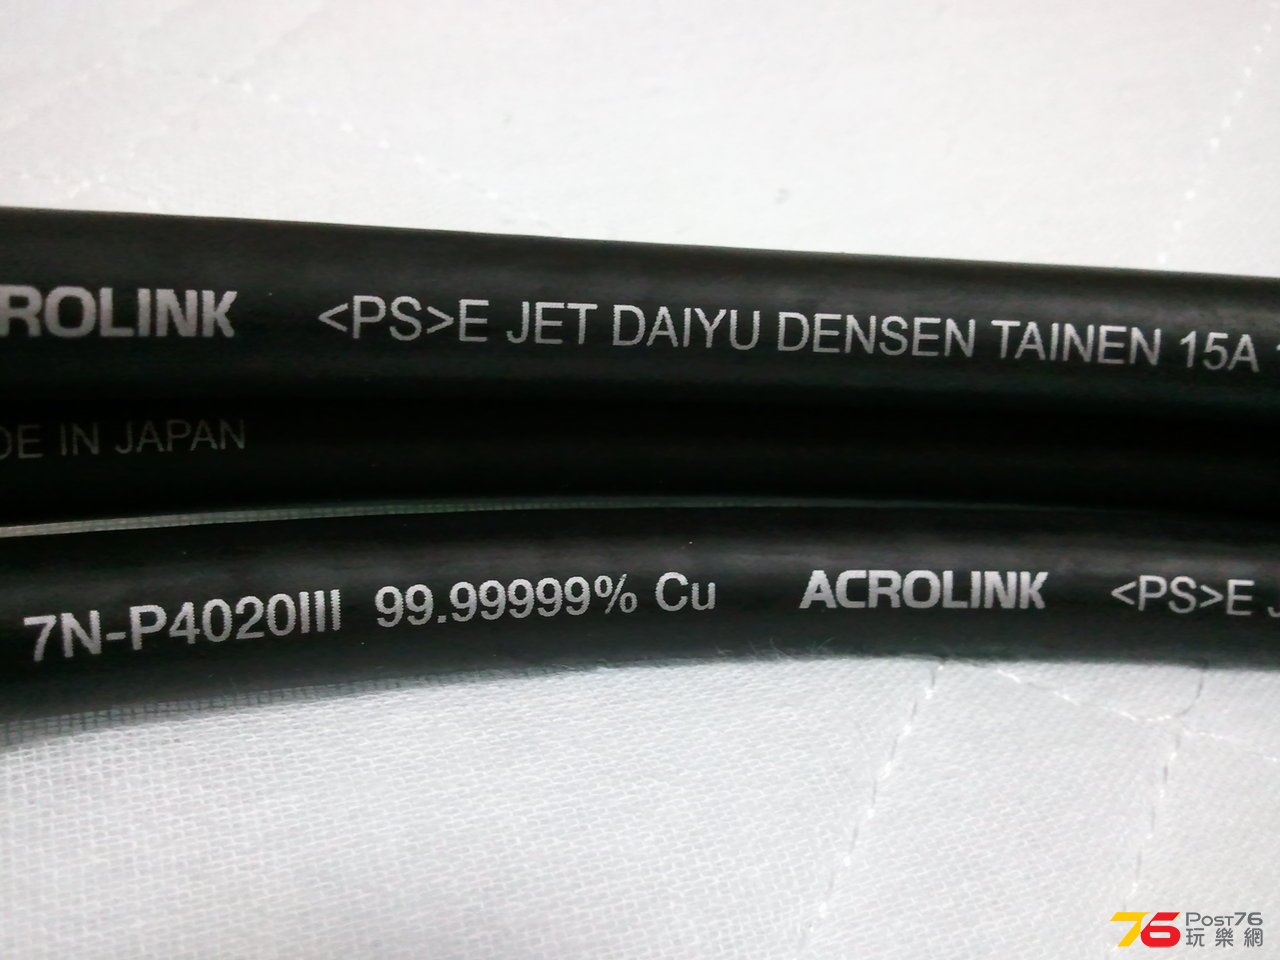 ROLINK <PS>E JET DAIYU DENSEN TAINEN 15A
DE IN JAPAN
7N-P4020III 99.99999% Cu ACROLINK <PS>E J
76 POST76
玩樂網